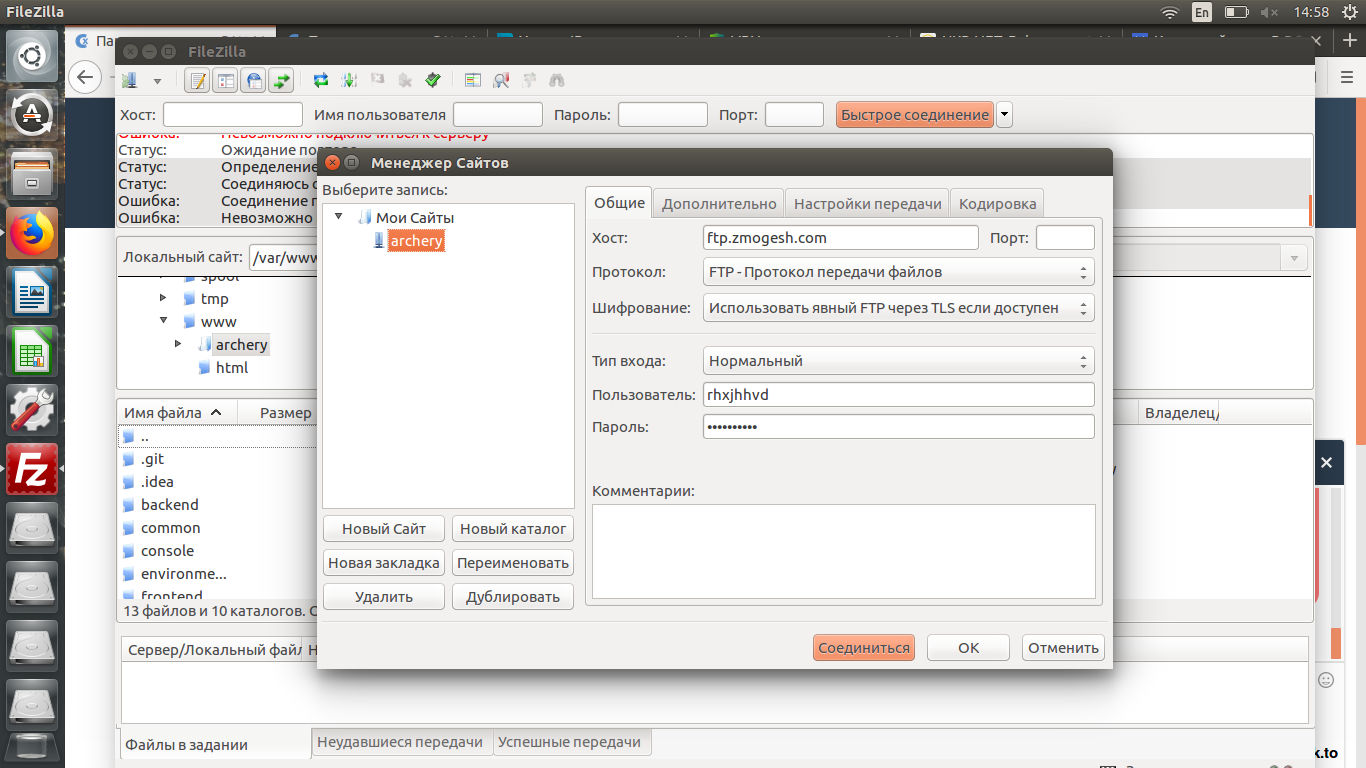 FileZilla
En
14:58
FileZilla
Хост:
Имя пользователя
Пароль:
Порт:
Быстрое соединение
Ошибка: Невозможно подключиться к серверу
Статус: Ожидание
Статус: Определение
Статус: Соединяюсь
Ошибка: Соединение
Ошибка: Невозможно
Локальный сайт: /var/www
spool
tmp
www
archery
html
Имя файла
Размер
..
.git
.idea
backend
common
console
environme...
frontend
13 файлов и 10 каталогов.
Владелец/
Менеджер Сайтов
Выберите запись:
Мои Сайты
archery
Новый Сайт
Новый каталог
Новая закладка
Переименовать
Удалить
Дублировать
Общие
Дополнительно
Настройки передачи
Кодировка
Хост: ftp.zmogesh.com
Порт:
Протокол: FTP - Протокол передачи файлов
Шифрование: Использовать явный FTP через TLS если доступен
Тип входа: Нормальный
Пользователь: rhxjhhvd
Пароль: ••••••••••
Комментарии:
Соединиться
OK
Отменить
Сервер/Локальный файл
Файлы в задании
Неудавшиеся передачи
Успешные передачи
k.to